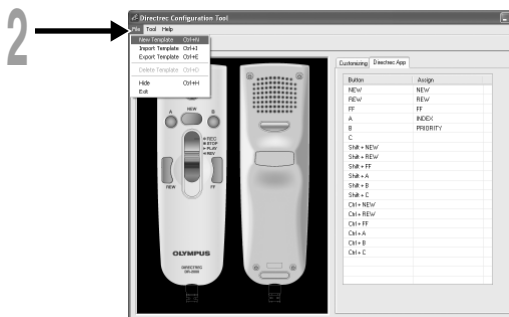 2
Directrec Configuration Tool
File Tool Help
New Template Ctrl+N
Import Template Ctrl+I
Export Template Ctrl+E
Delete Template Ctrl+D
Hide Ctrl+H
Exit
Customizing Directrec App
Button Assign
NEW NEW
REW REW
FF FF
A INDEX
B PRIORITY
C
Shift + NEW
Shift + REW
Shift + FF
Shift + A
Shift + B
Shift + C
Ctrl + NEW
Ctrl + REW
Ctrl + FF
Ctrl + A
Ctrl + B
Ctrl + C
A NEW B
REC
STOP
PLAY
REV
REW FF
OLYMPUS
DIRECTREC